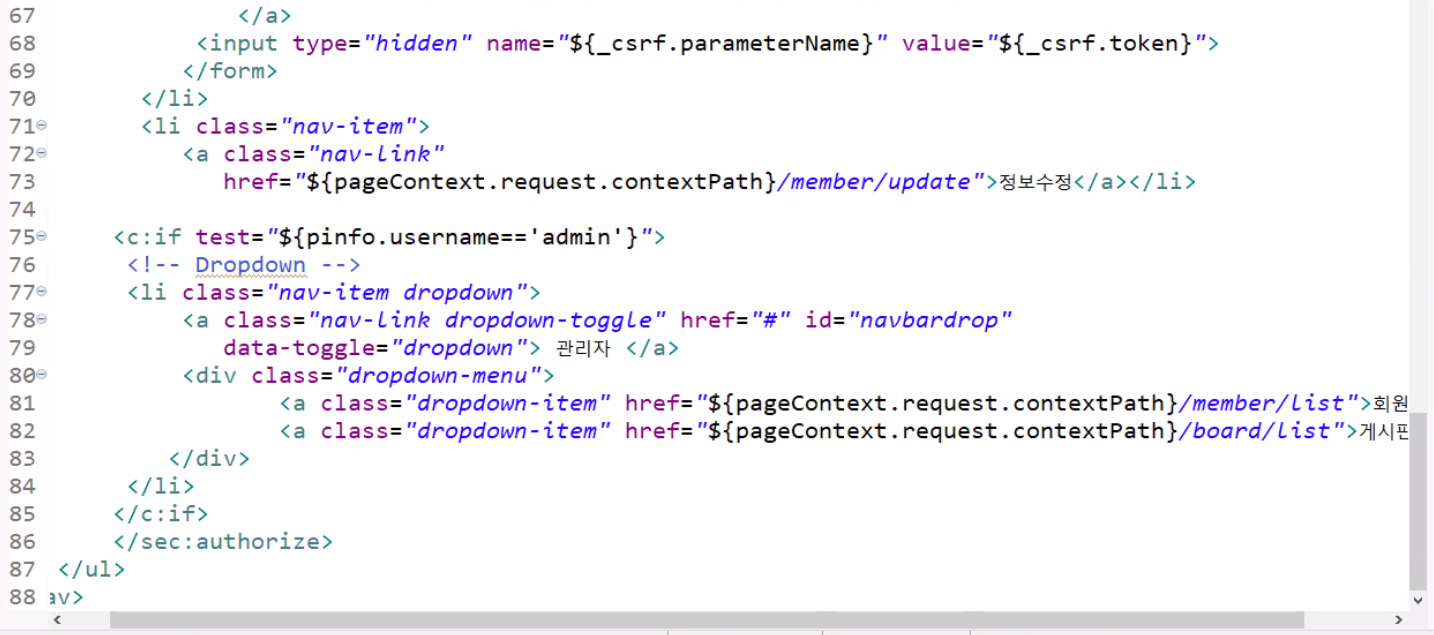 67 </a>
68 <input type="hidden" name="${_csrf.parameterName}" value="${_csrf.token}">
69 </form>
70 </li>
71 <li class="nav-item">
72 <a class="nav-link"
73 href="${pageContext.request.contextPath}/member/update">정보수정</a></li>
74
75 <c:if test="${pinfo.username=='admin'}">
76 <!-- Dropdown -->
77 <li class="nav-item dropdown">
78 <a class="nav-link dropdown-toggle" href="#" id="navbardrop"
79 data-toggle="dropdown"> 관리자 </a>
80 <div class="dropdown-menu">
81 <a class="dropdown-item" href="${pageContext.request.contextPath}/member/list">회원
82 <a class="dropdown-item" href="${pageContext.request.contextPath}/board/list">게시판
83 </div>
84 </li>
85 </c:if>
86 </sec:authorize>
87 </ul>
88 av>